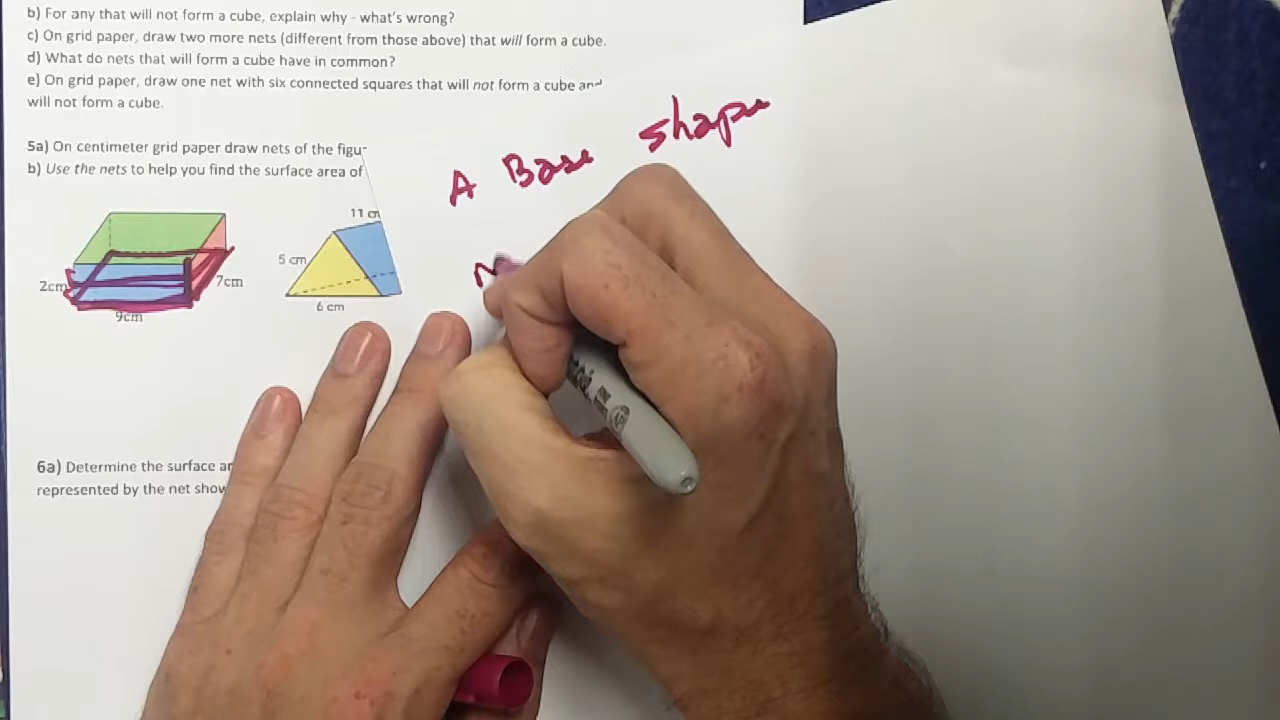 b) For any that will not form a cube, explain why - what's wrong?
c) On grid paper, draw two more nets (different from those above) that will form a cube.
d) What do nets that will form a cube have in common?
e) On grid paper, draw one net with six connected squares that will not form a cube and
will not form a cube.
5a) On centimeter grid paper draw nets of the figu
b) Use the nets to help you find the surface area of
A Base shape
11 cm
5 cm
2cm
7cm
6 cm
9cm
6a) Determine the surface ar
represented by the net show